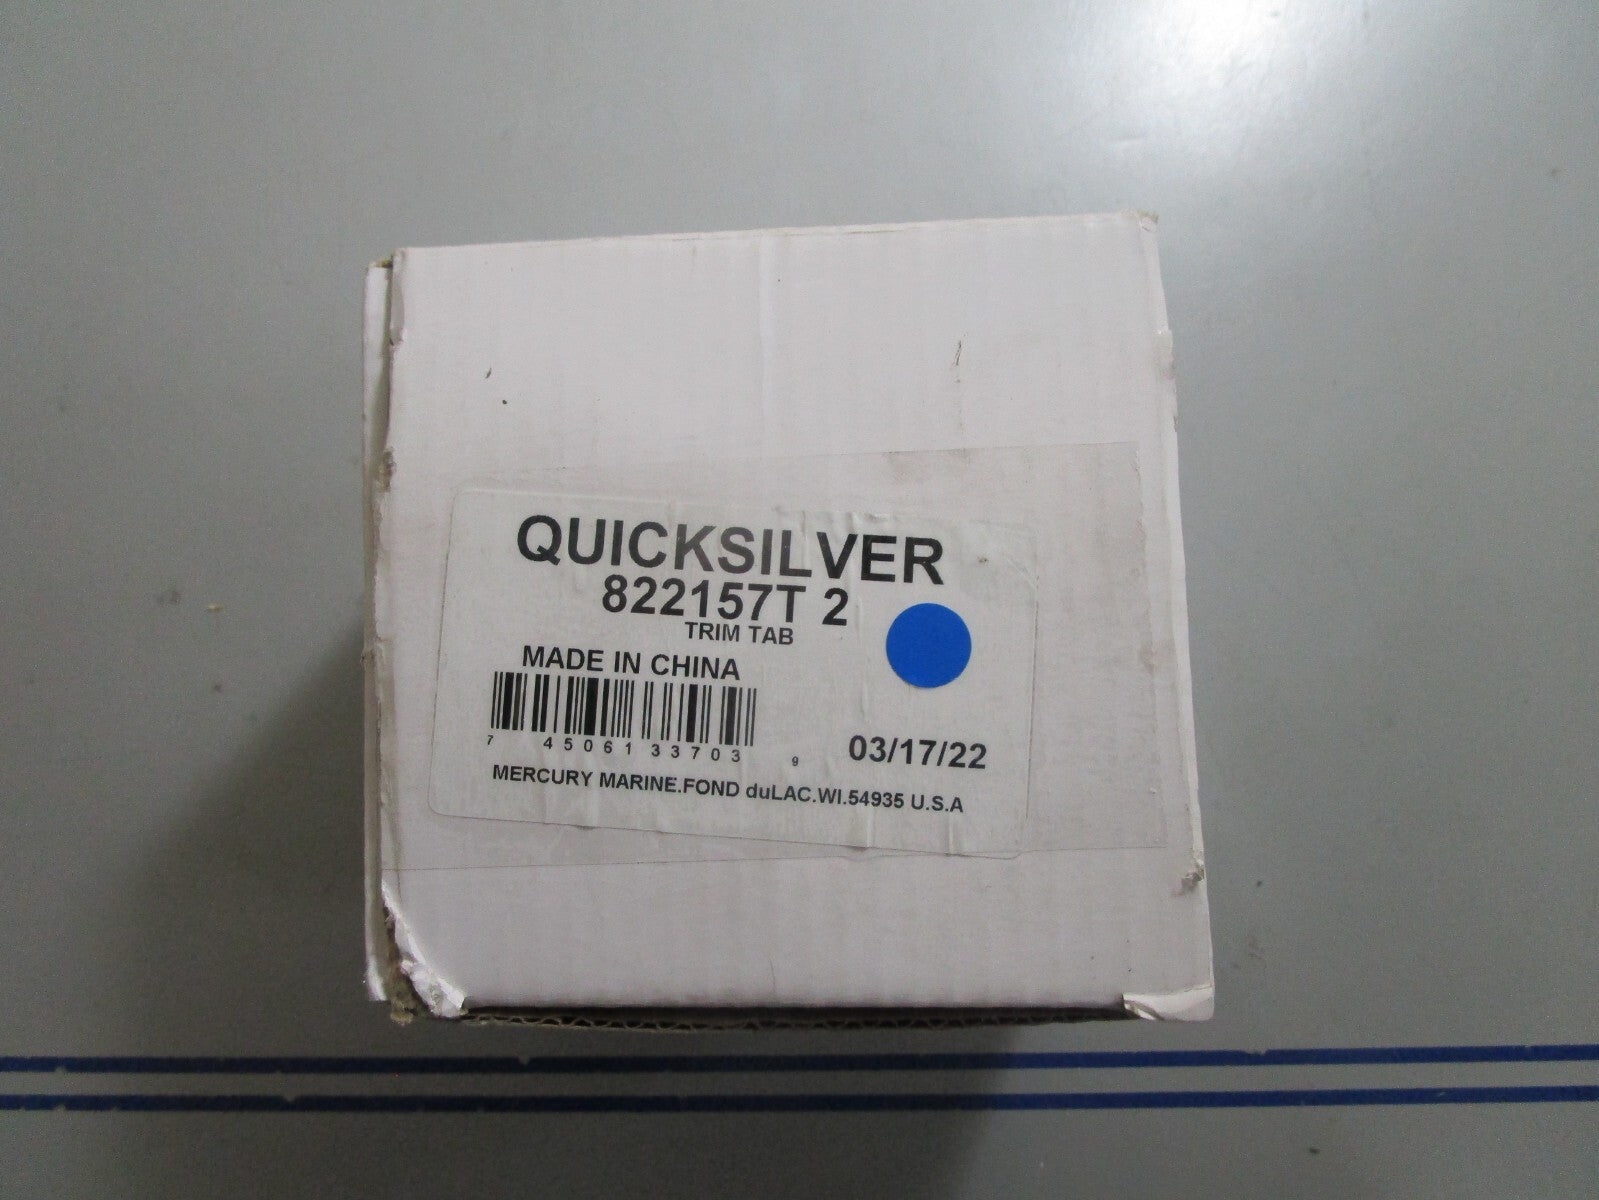 QUICKSILVER
822157T 2
TRIM TAB
MADE IN CHINA
7 45061 33703 9
03/17/22
MERCURY MARINE.FOND duLAC.WI.54935 U.S.A